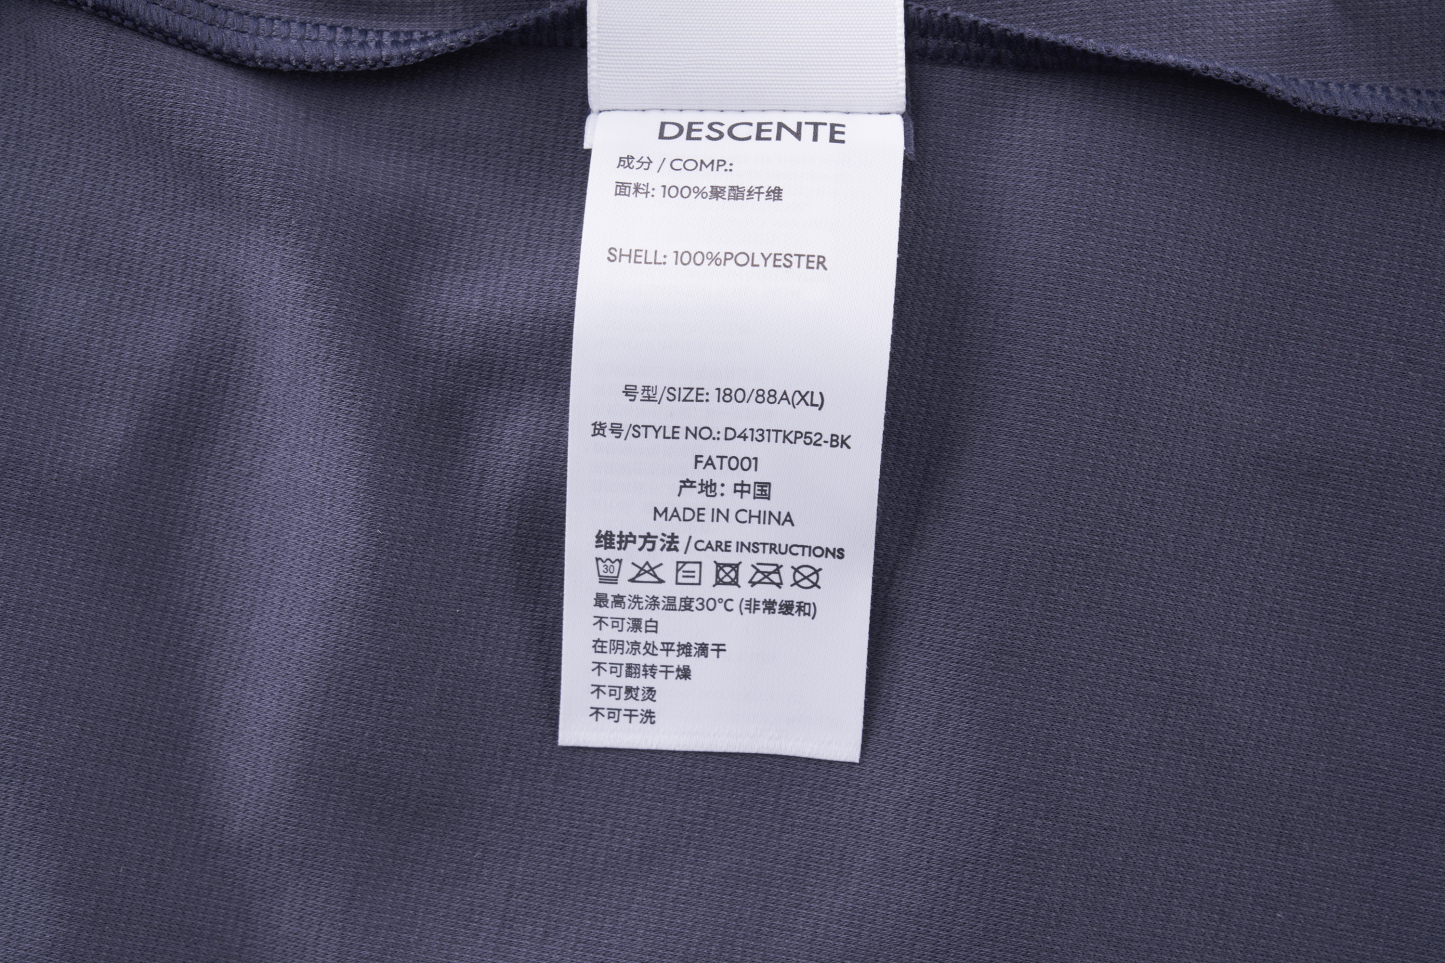 DESCENTE
成分 / COMP.:
面料: 100%聚酯纤维
SHELL: 100%POLYESTER
号型/SIZE: 180/88A(XL)
货号/STYLE NO.: D4131TKP52-BK
FAT001
产地: 中国
MADE IN CHINA
维护方法 / CARE INSTRUCTIONS
30
最高洗涤温度30°C (非常缓和)
不可漂白
在阴凉处平摊滴干
不可翻转干燥
不可熨烫
不可干洗